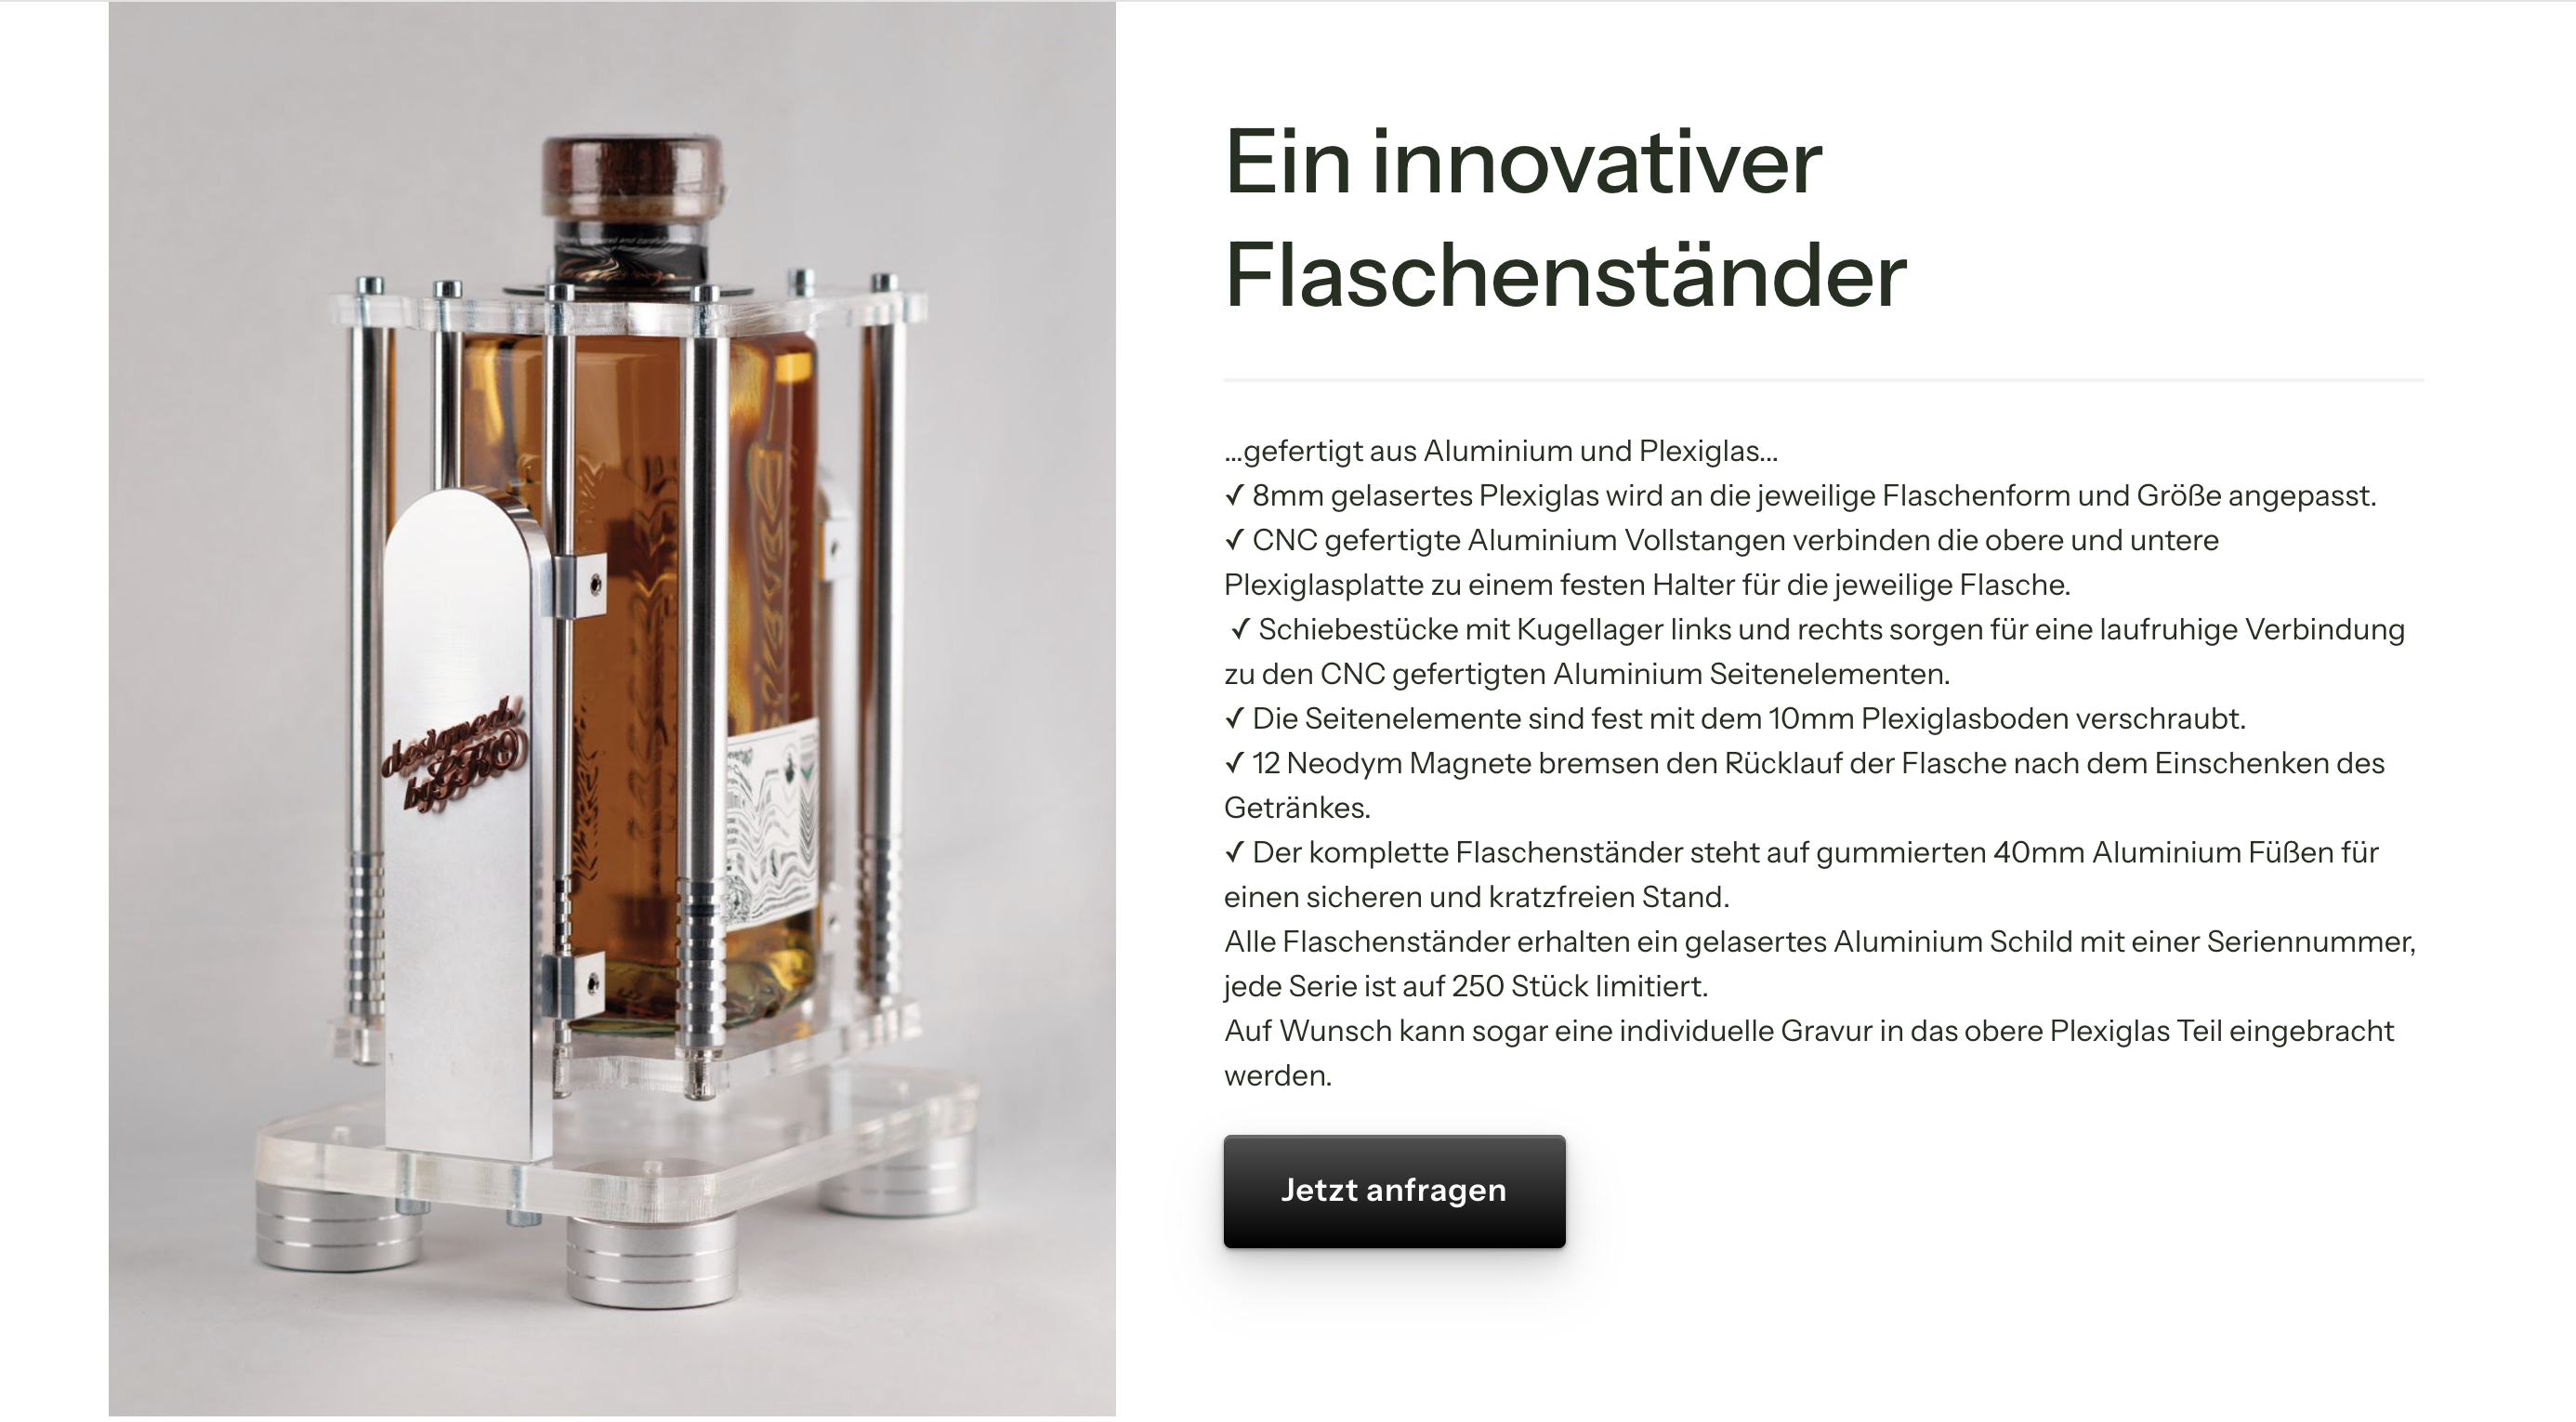 Ein innovativer
Flaschenständer
...gefertigt aus Aluminium und Plexiglas...
✓ 8mm gelasertes Plexiglas wird an die jeweilige Flaschenform und Größe angepasst.
✓ CNC gefertigte Aluminium Vollstangen verbinden die obere und untere
Plexiglasplatte zu einem festen Halter für die jeweilige Flasche.
✓ Schiebestücke mit Kugellager links und rechts sorgen für eine laufruhige Verbindung
zu den CNC gefertigten Aluminium Seitenelementen.
✓ Die Seitenelemente sind fest mit dem 10mm Plexiglasboden verschraubt.
✓ 12 Neodym Magnete bremsen den Rücklauf der Flasche nach dem Einschenken des
Getränkes.
✓ Der komplette Flaschenständer steht auf gummierten 40mm Aluminium Füßen für
einen sicheren und kratzfreien Stand.
Alle Flaschenständer erhalten ein gelasertes Aluminium Schild mit einer Seriennummer,
jede Serie ist auf 250 Stück limitiert.
Auf Wunsch kann sogar eine individuelle Gravur in das obere Plexiglas Teil eingebracht
werden.
Jetzt anfragen
designed
by